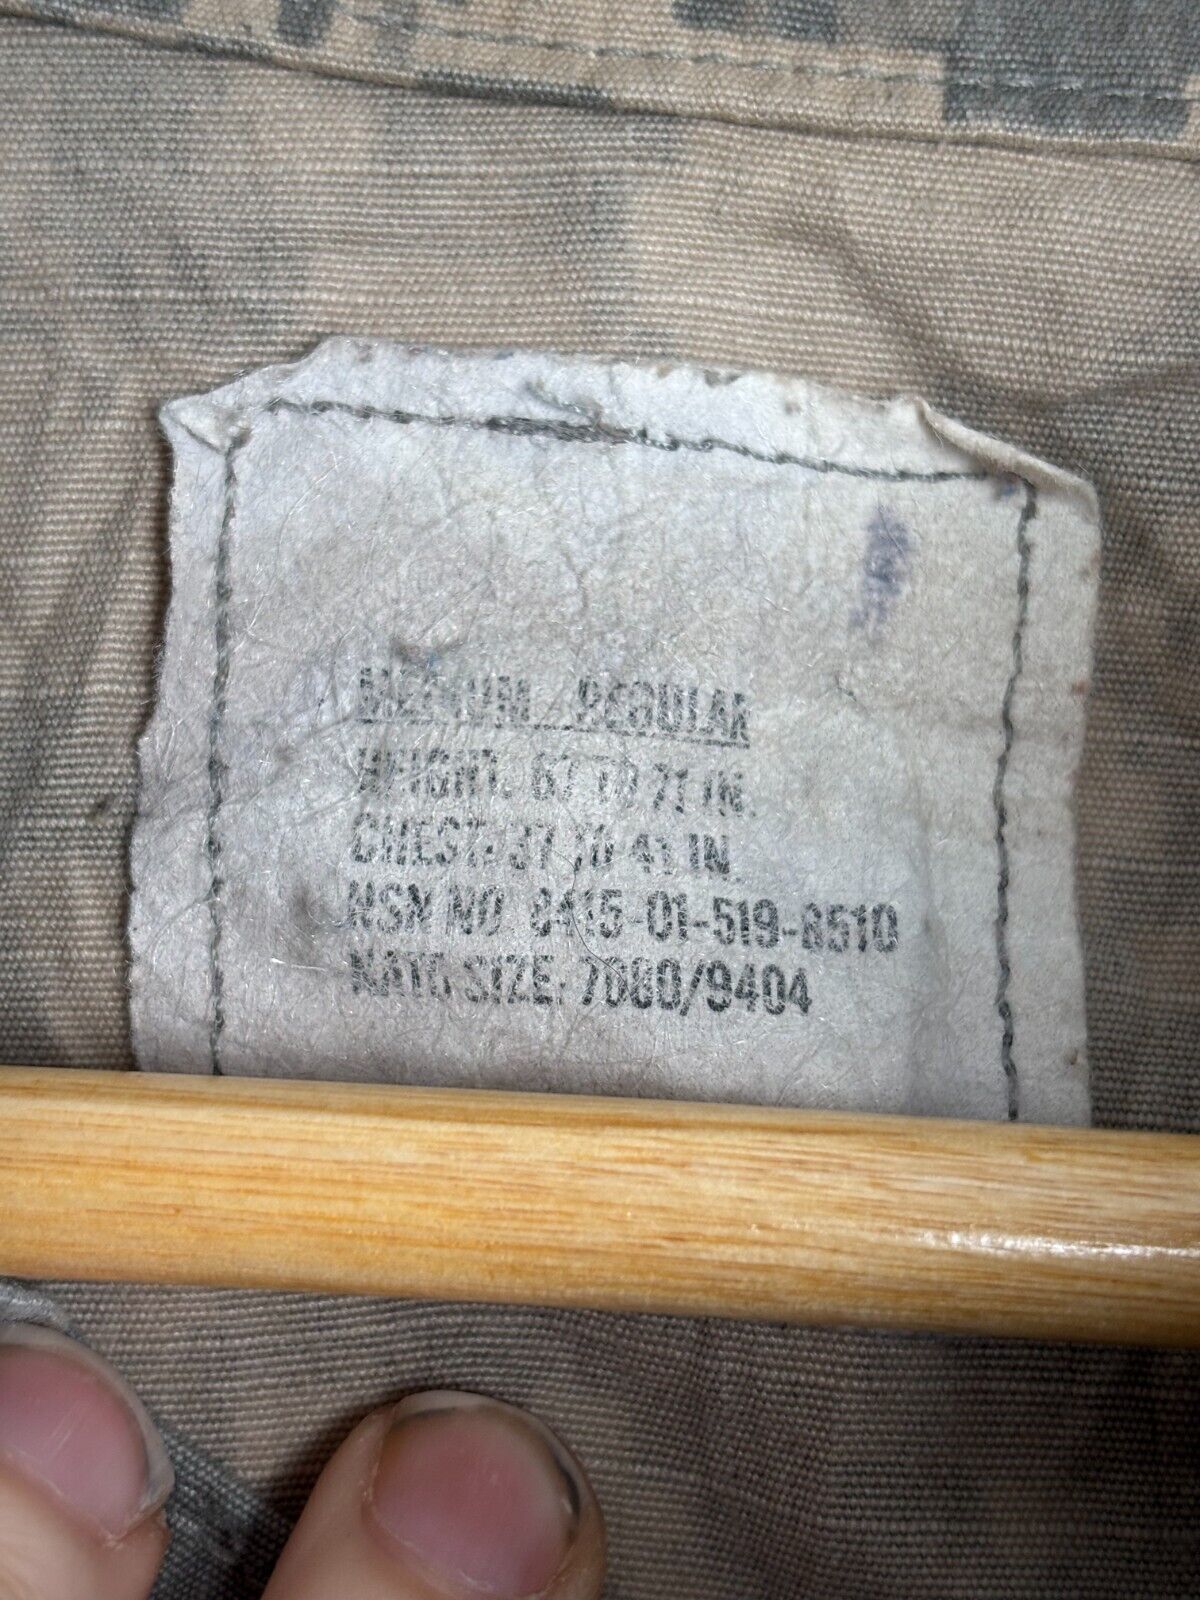 MEDIUM REGULAR
HEIGHT: 67 TO 71 IN.
CHEST: 37 TO 41 IN.
NSN NO. 8415-01-519-8510
NATO SIZE: 7080/9404